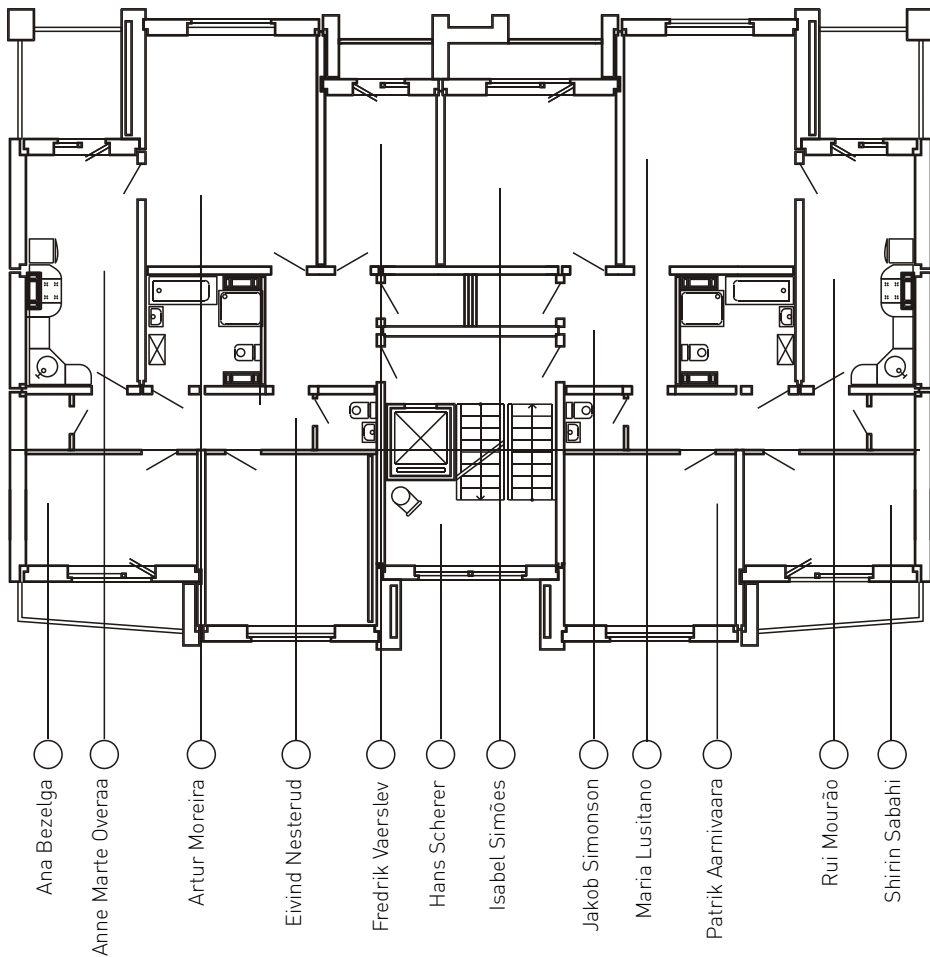 Ana Bezelga
Anne Marte Overaa
Artur Moreira
Eivind Nesterud
Fredrik Vaerslev
Hans Scherer
Isabel Simões
Jakob Simonson
Maria Lusitano
Patrik Aarnivaara
Rui Mourão
Shirin Sabahi